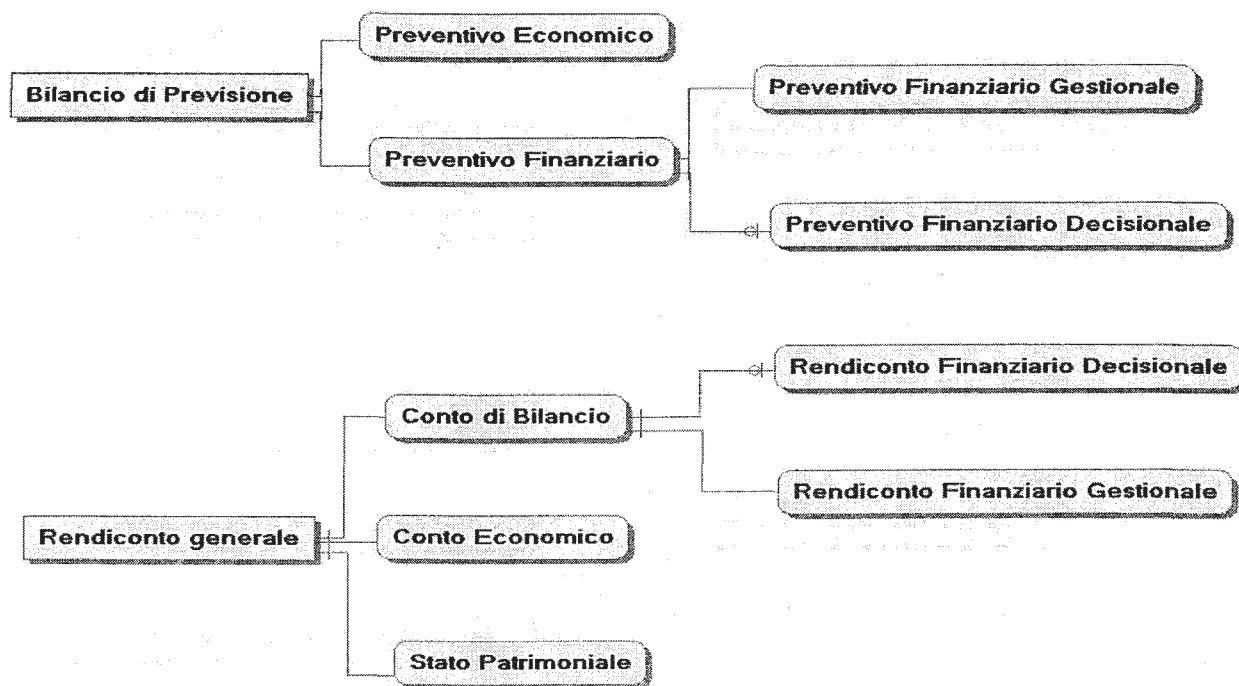 Preventivo Economico
Bilancio di Previsione
Preventivo Finanziario Gestionale
Preventivo Finanziario
Preventivo Finanziario Decisionale
Rendiconto Finanziario Decisionale
Conto di Bilancio
Rendiconto Finanziario Gestionale
Rendiconto generale
Conto Economico
Stato Patrimoniale